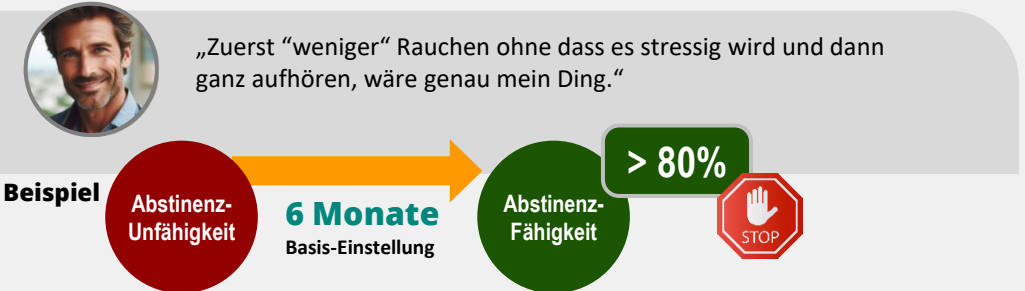 „Zuerst “weniger“ Rauchen ohne dass es stressig wird und dann
ganz aufhören, wäre genau mein Ding.“
> 80%
Beispiel
Abstinenz-
Unfähigkeit
6 Monate
Basis-Einstellung
Abstinenz-
Fähigkeit
STOP